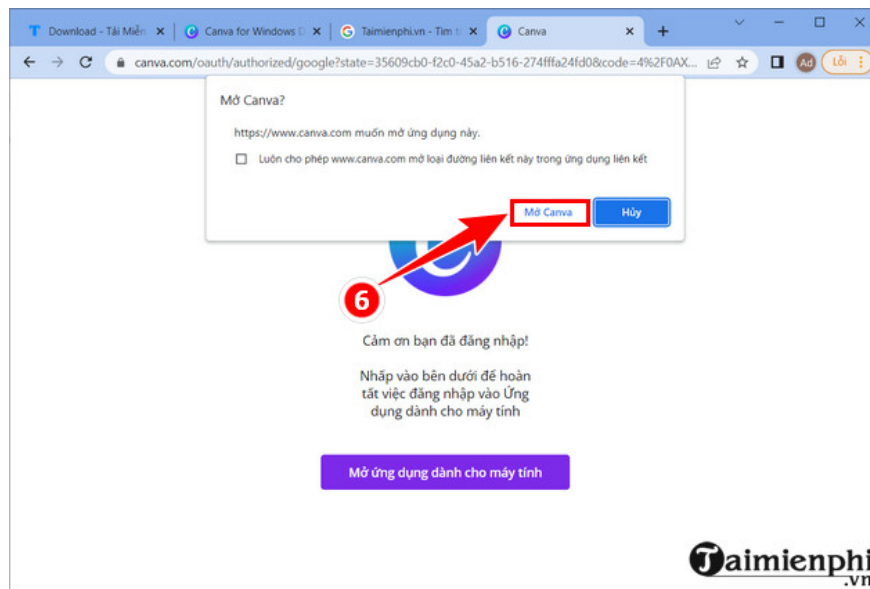 Download - Tải Miễn
Canva for Windows D
Taimienphi.vn - Tìm t
Canva
canva.com/oauth/authorized/google?state=35609cb0-f2c0-45a2-b516-274fffa24fd0&code=4%2F0AX...
Ad
Lỗi
Mở Canva?
https://www.canva.com muốn mở ứng dụng này.
Luôn cho phép www.canva.com mở loại đường liên kết này trong ứng dụng liên kết
Mở Canva
Hủy
6
Cảm ơn bạn đã đăng nhập!
Nhấp vào bên dưới để hoàn
tất việc đăng nhập vào Ứng
dụng dành cho máy tính
Mở ứng dụng dành cho máy tính
Taimienphi
.vn